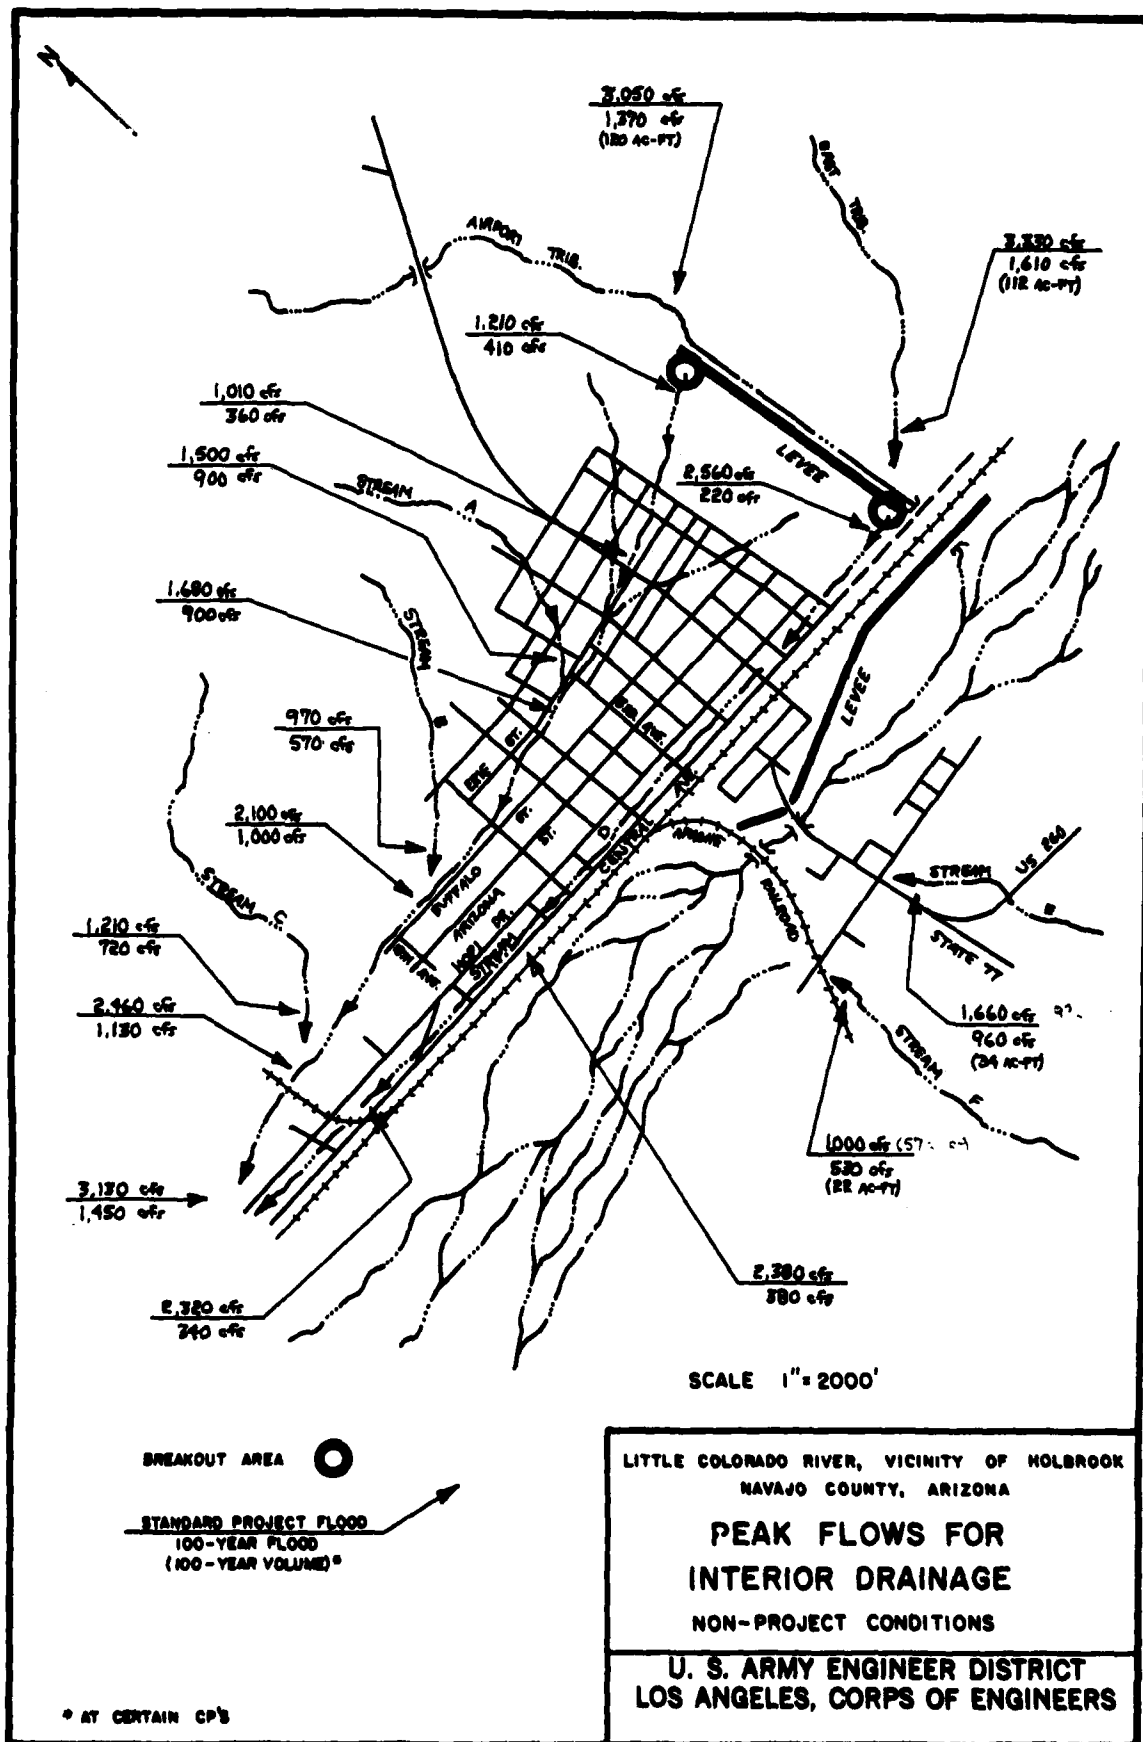 N
3,050 cfs
1,370 cfs
(120 AC-FT)
EAST TRIB.
AIRPORT TRIB.
3,330 cfs
1,610 cfs
(112 AC-FT)
1,210 cfs
410 cfs
1,010 cfs
360 cfs
LEVEE
1,500 cfs
900 cfs
STREAM A
2,560 cfs
220 cfs
1,680 cfs
900 cfs
STREAM B
LEVEE
970 cfs
570 cfs
3RD AVE.
ERIE ST.
2,100 cfs
1,000 cfs
STREAM C
BUFFALO ST.
ARIZONA ST.
HOPI DR.
STREAM D
CENTRAL AVE.
APACHE RAILROAD
8TH AVE.
STREAM E
US 260
STATE 77
1,210 cfs
720 cfs
2,460 cfs
1,130 cfs
1,660 cfs
960 cfs
(34 AC-FT)
STREAM F
1,000 cfs
530 cfs
(22 AC-FT)
3,130 cfs
1,450 cfs
2,380 cfs
380 cfs
2,320 cfs
340 cfs
SCALE 1" = 2000'
BREAKOUT AREA
STANDARD PROJECT FLOOD
100-YEAR FLOOD
(100-YEAR VOLUME)*
* AT CERTAIN CP'S
LITTLE COLORADO RIVER, VICINITY OF HOLBROOK
NAVAJO COUNTY, ARIZONA
PEAK FLOWS FOR
INTERIOR DRAINAGE
NON-PROJECT CONDITIONS
U. S. ARMY ENGINEER DISTRICT
LOS ANGELES, CORPS OF ENGINEERS